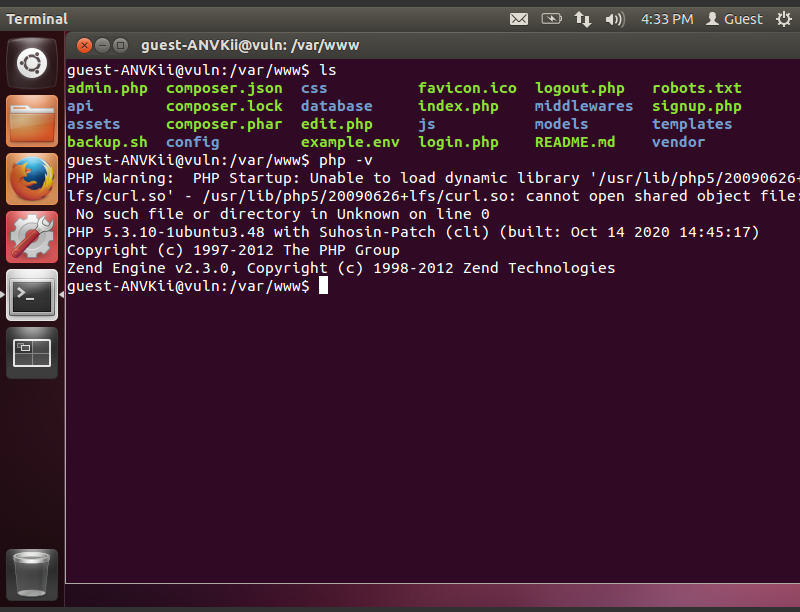 Terminal
4:33 PM Guest
guest-ANVKii@vuln: /var/www
guest-ANVKii@vuln:/var/www$ ls
admin.php composer.json css favicon.ico logout.php robots.txt
api composer.lock database index.php middlewares signup.php
assets composer.phar edit.php js models templates
backup.sh config example.env login.php README.md vendor
guest-ANVKii@vuln:/var/www$ php -v
PHP Warning:  PHP Startup: Unable to load dynamic library '/usr/lib/php5/20090626+
lfs/curl.so' - /usr/lib/php5/20090626+lfs/curl.so: cannot open shared object file:
No such file or directory in Unknown on line 0
PHP 5.3.10-1ubuntu3.48 with Suhosin-Patch (cli) (built: Oct 14 2020 14:45:17)
Copyright (c) 1997-2012 The PHP Group
Zend Engine v2.3.0, Copyright (c) 1998-2012 Zend Technologies
guest-ANVKii@vuln:/var/www$